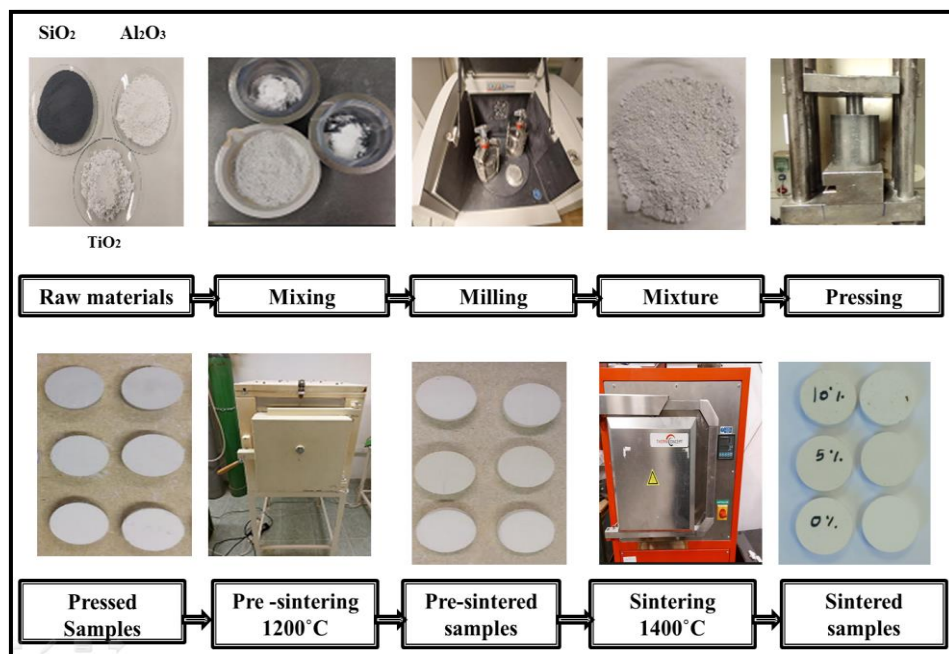 SiO₂ Al₂O₃
TiO₂
Raw materials
Mixing
Milling
Mixture
Pressing
10%
5%
0%
Pressed
Samples
Pre -sintering
1200˚C
Pre-sintered
samples
Sintering
1400˚C
Sintered
samples